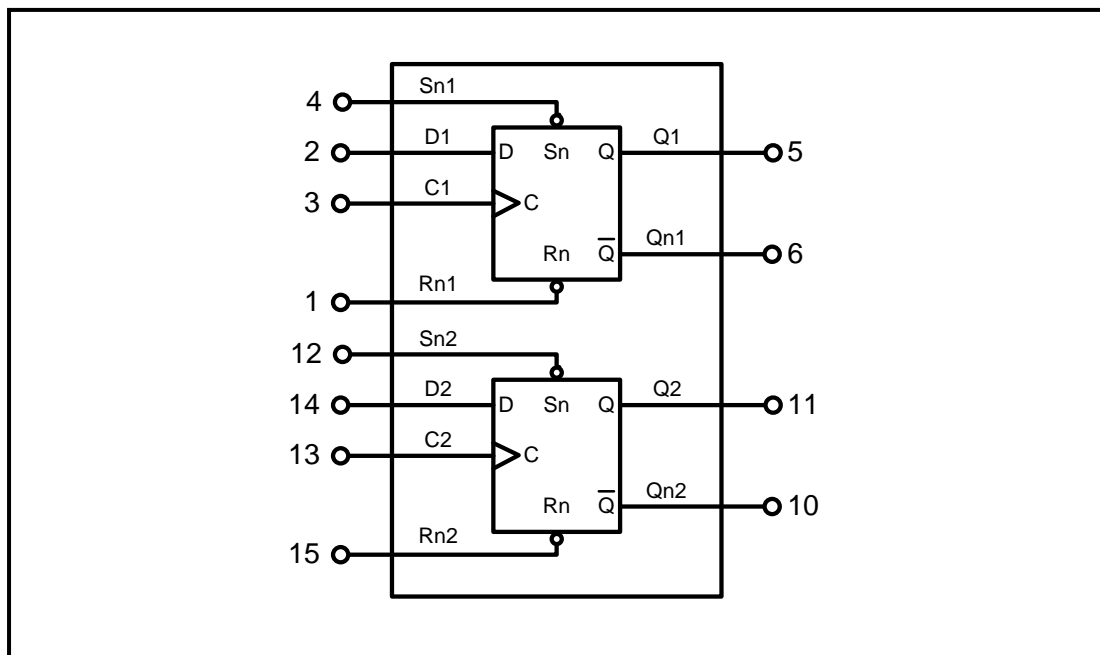 4 Sn1
2 D1 D Sn Q Q1 5
3 C1 C
Rn Q̅ Qn1 6
1 Rn1
12 Sn2
14 D2 D Sn Q Q2 11
13 C2 C
Rn Q̅ Qn2 10
15 Rn2